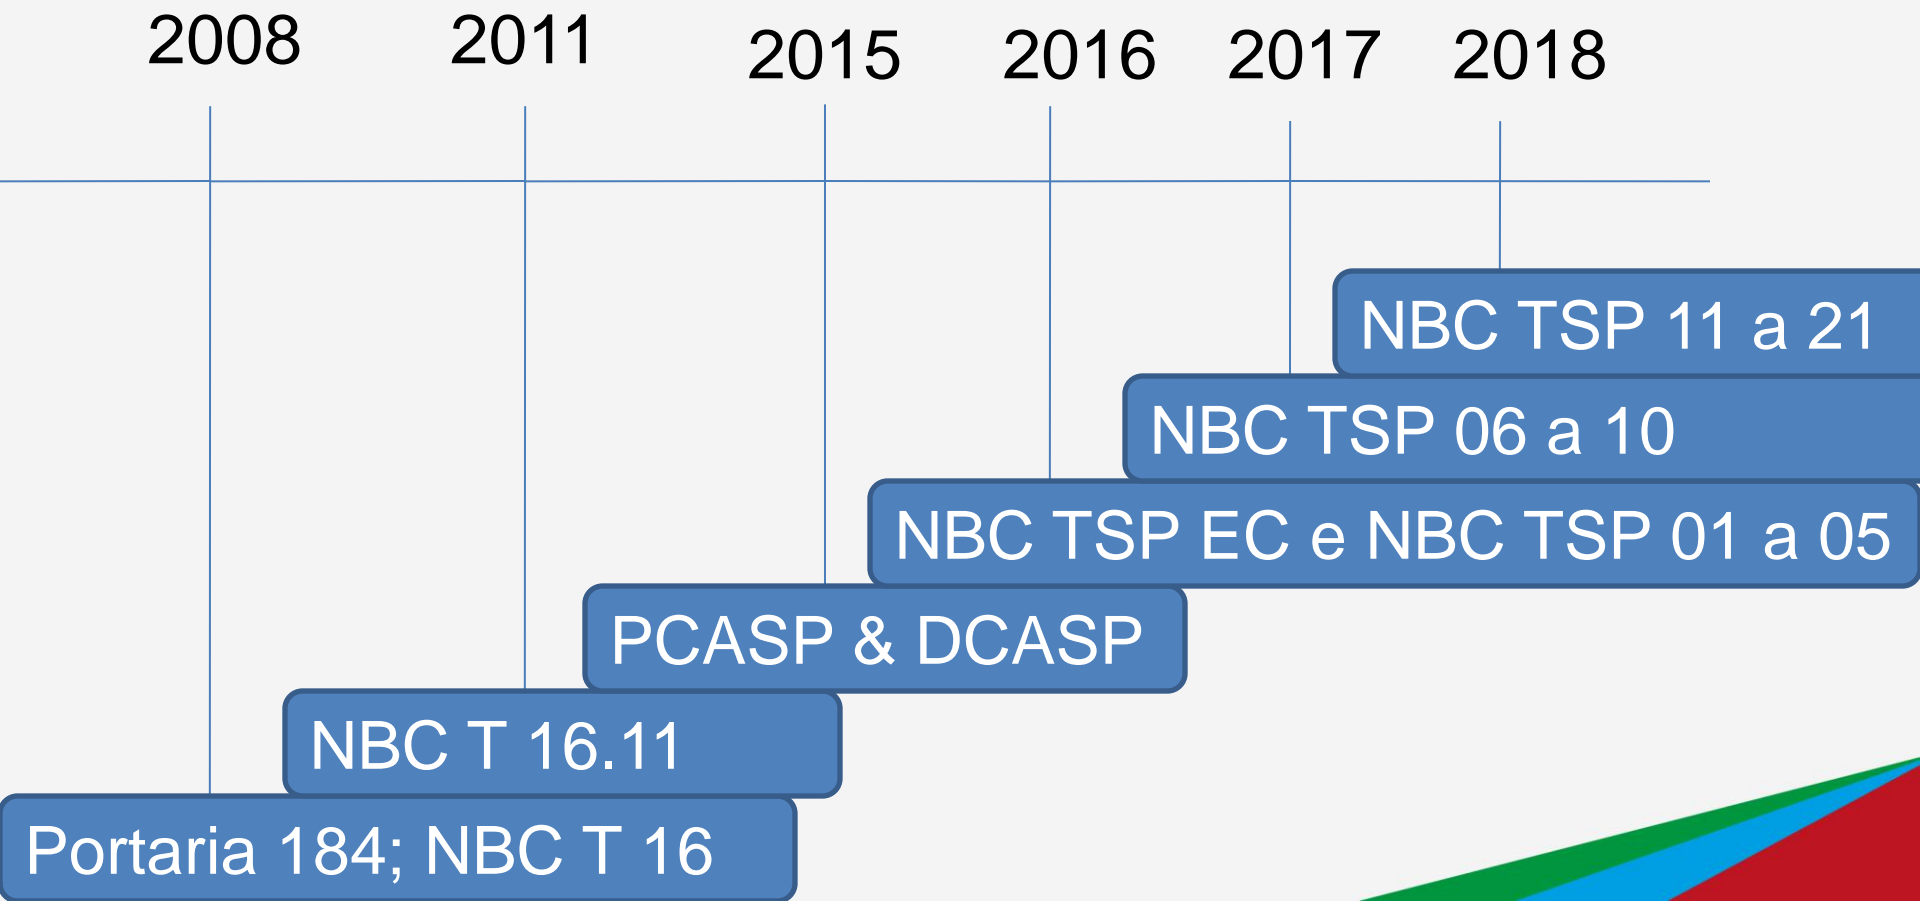 2008 2011 2015 2016 2017 2018
NBC TSP 11 a 21
NBC TSP 06 a 10
NBC TSP EC e NBC TSP 01 a 05
PCASP & DCASP
NBC T 16.11
Portaria 184; NBC T 16